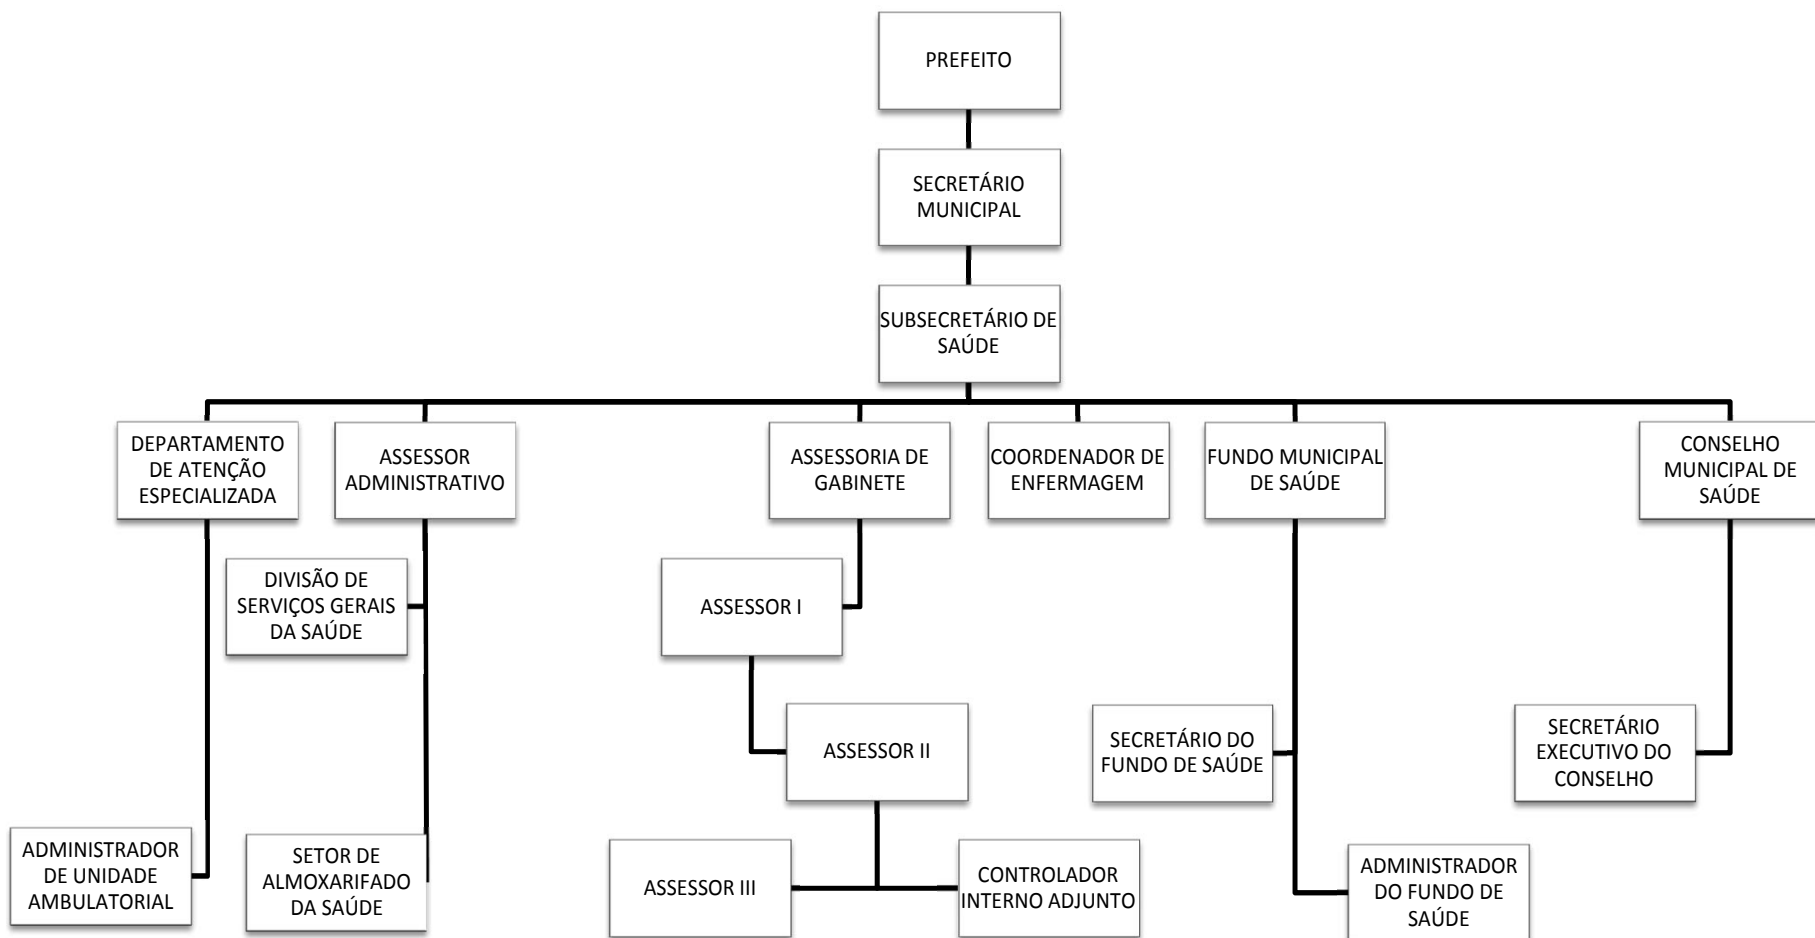 PREFEITO
SECRETÁRIO
MUNICIPAL
SUBSECRETÁRIO DE
SAÚDE
DEPARTAMENTO
DE ATENÇÃO
ESPECIALIZADA
ASSESSOR
ADMINISTRATIVO
ASSESSORIA DE
GABINETE
COORDENADOR DE
ENFERMAGEM
FUNDO MUNICIPAL
DE SAÚDE
CONSELHO
MUNICIPAL DE
SAÚDE
DIVISÃO DE
SERVIÇOS GERAIS
DA SAÚDE
ASSESSOR I
ASSESSOR II
SECRETÁRIO DO
FUNDO DE SAÚDE
SECRETÁRIO
EXECUTIVO DO
CONSELHO
ADMINISTRADOR
DE UNIDADE
AMBULATORIAL
SETOR DE
ALMOXARIFADO
DA SAÚDE
ASSESSOR III
CONTROLADOR
INTERNO ADJUNTO
ADMINISTRADOR
DO FUNDO DE
SAÚDE